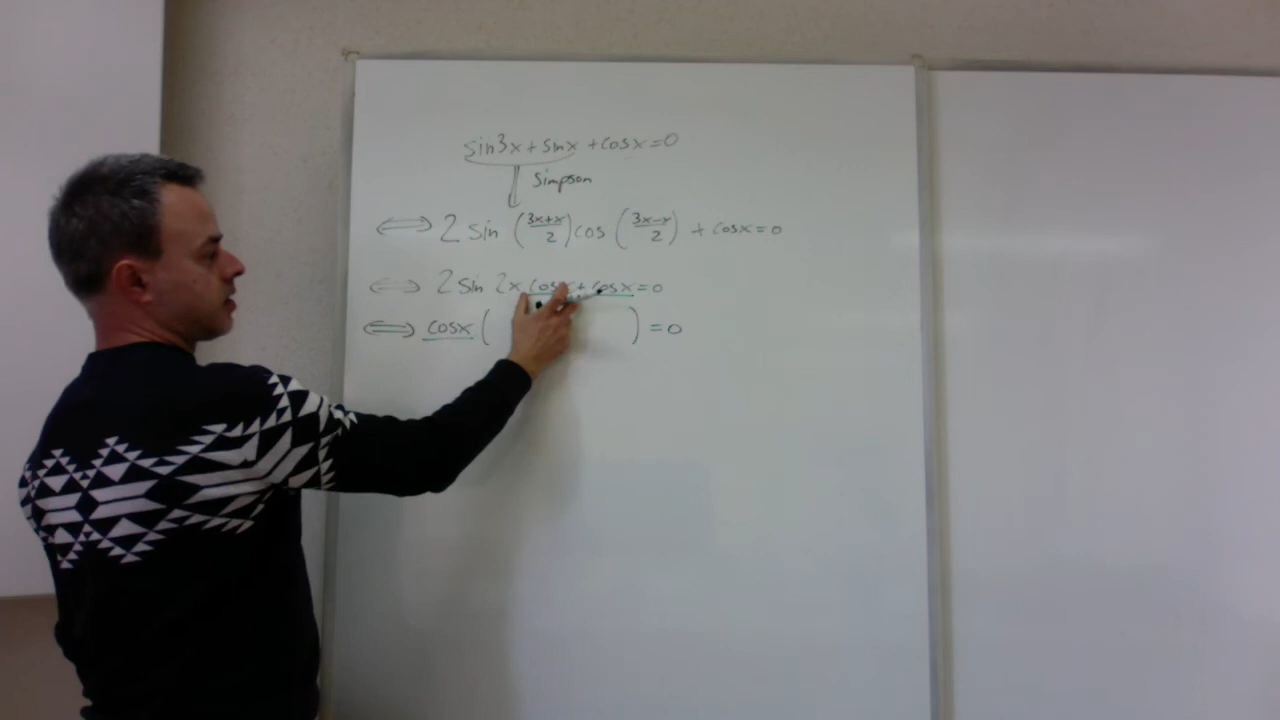 sin3x + sinx + cosx = 0
Simpson
⟺ 2 sin (3x+x/2) cos (3x-x/2) + cosx = 0
⟺ 2 sin 2x cosx + cosx = 0
⟺ cosx ( ) = 0